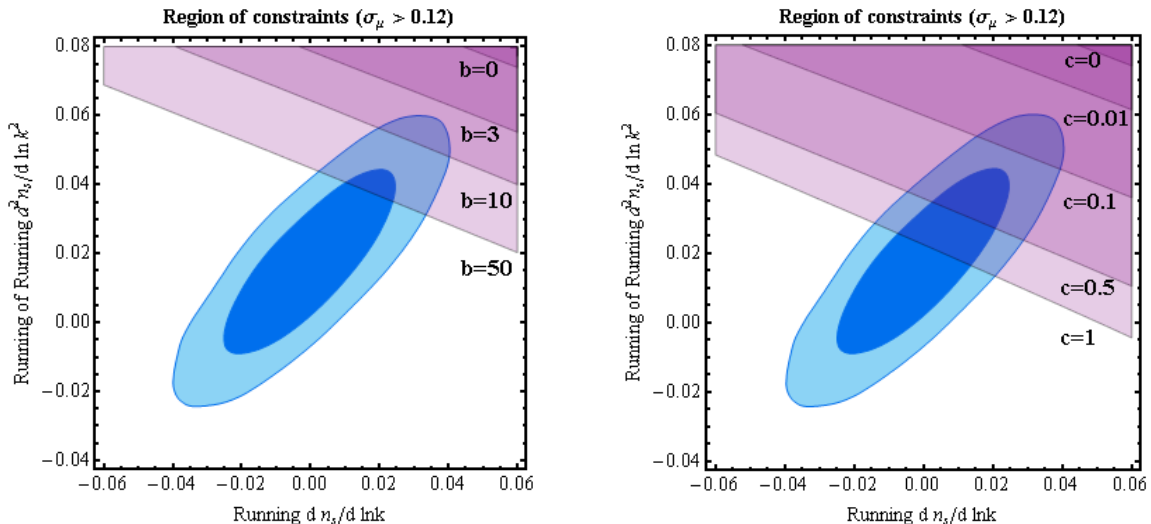 Region of constraints (σμ > 0.12)
0.08
0.06
0.04
0.02
0.00
−0.02
−0.04
Running of Running d² nₛ/d ln k²
b=0
b=3
b=10
b=50
−0.06 −0.04 −0.02 0.00 0.02 0.04 0.06
Running d nₛ/d lnk
Region of constraints (σμ > 0.12)
0.08
0.06
0.04
0.02
0.00
−0.02
−0.04
Running of Running d² nₛ/d ln k²
c=0
c=0.01
c=0.1
c=0.5
c=1
−0.06 −0.04 −0.02 0.00 0.02 0.04 0.06
Running d nₛ/d lnk